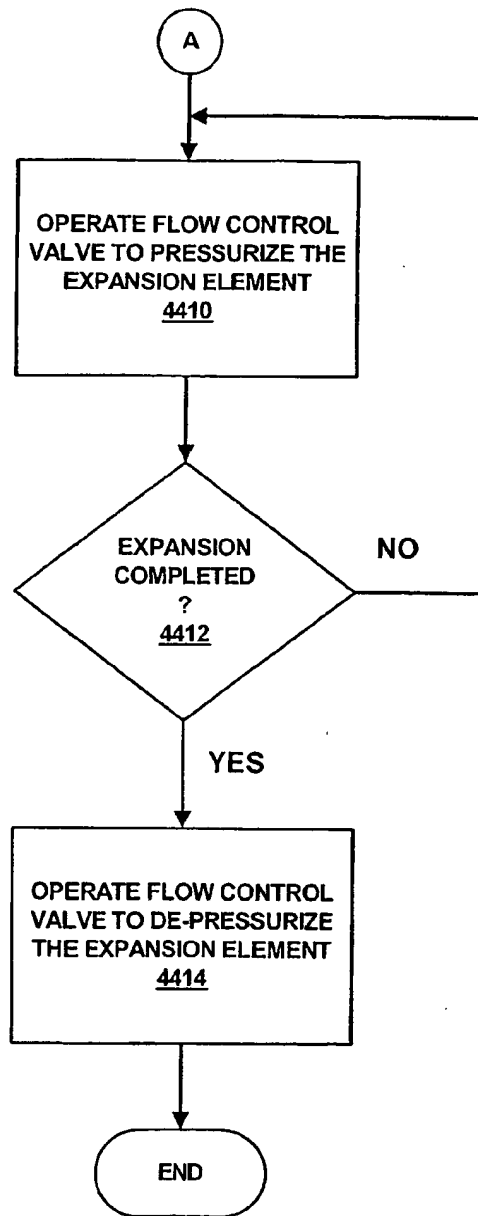 A
OPERATE FLOW CONTROL
VALVE TO PRESSURIZE THE
EXPANSION ELEMENT
4410
EXPANSION
COMPLETED
?
4412
NO
YES
OPERATE FLOW CONTROL
VALVE TO DE-PRESSURIZE
THE EXPANSION ELEMENT
4414
END